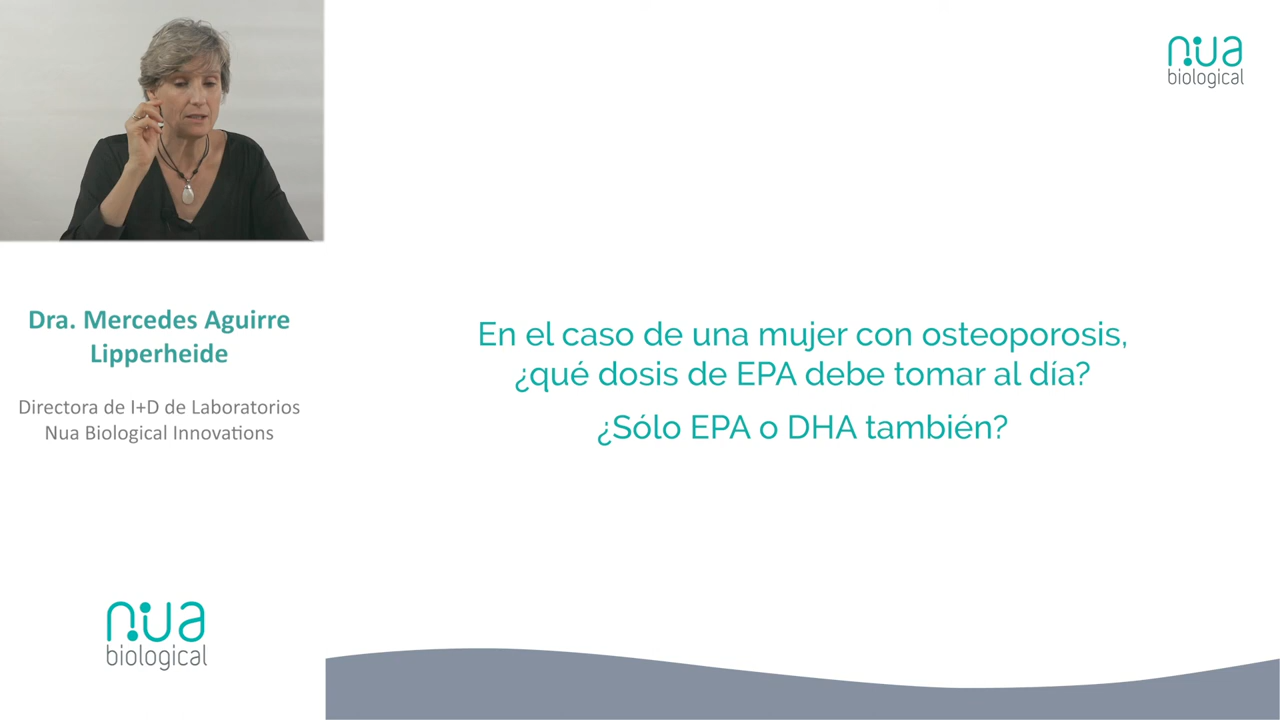 nua
biological
Dra. Mercedes Aguirre
Lipperheide
Directora de I+D de Laboratorios
Nua Biological Innovations
En el caso de una mujer con osteoporosis,
¿qué dosis de EPA debe tomar al día?
¿Sólo EPA o DHA también?
nua
biological